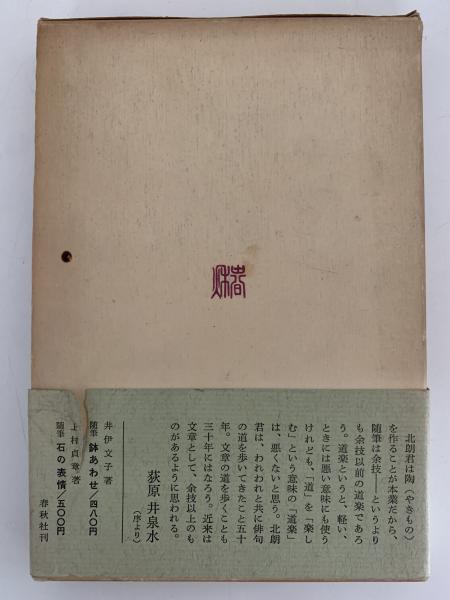 春秋
北朗君は陶（やきもの）
を作ることが本業だから、
随筆は余技――というより
も余技以前の道楽であろ
う。道楽というと、軽い、
ときには悪い意味にも使う
けれども、「道」を「楽し
む」という意味の「道楽」
は、悪くないと思う。北朗
君は、われわれと共に俳句
の道を歩いてきたこと五十
年。文章の道を歩くことも
三十年にはなろう。近来は
文章として、余技以上のも
のがあるように思われる。
荻原井泉水
（序より）
井伊文子著
随筆 鉢あわせ／四八〇円
上村貞章著
随筆 石の表情／五〇〇円
春秋社刊